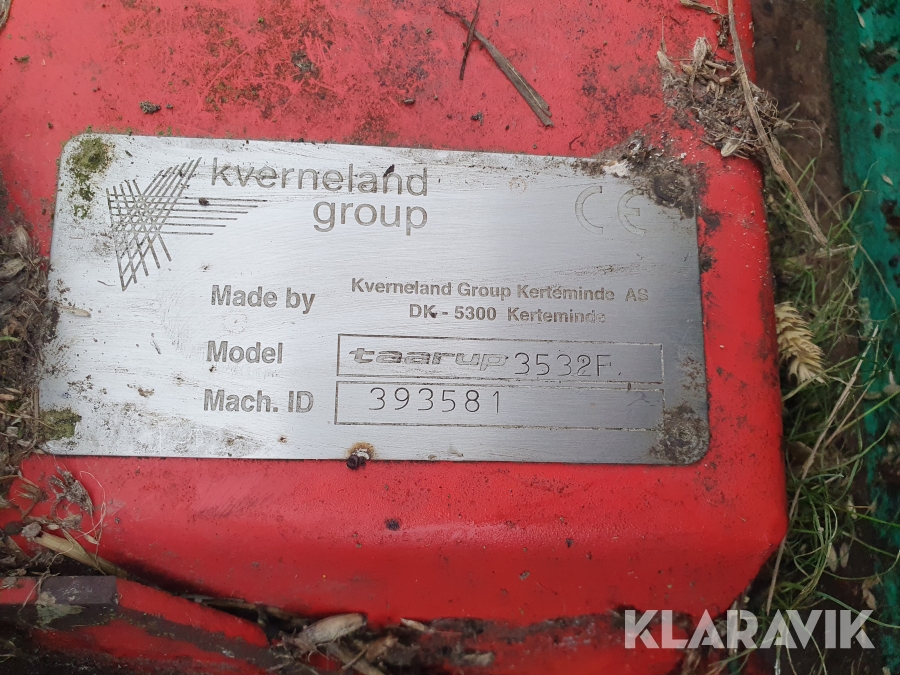 kverneland
group
CE
Made by Kverneland Group Kerteminde AS
DK - 5300 Kerteminde
Model taarup 3532F.
Mach. ID 393581
KLARAVIK